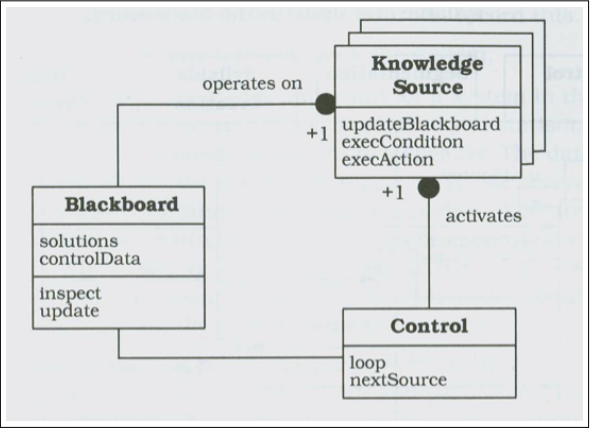 Knowledge
Source
updateBlackboard
execCondition
execAction
operates on
+1
+1
activates
Blackboard
solutions
controlData
inspect
update
Control
loop
nextSource